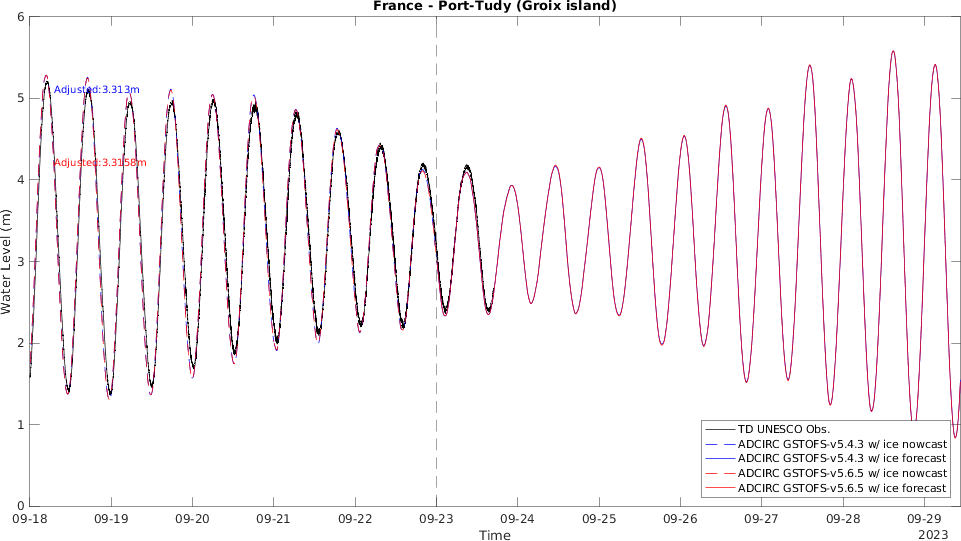 France - Port-Tudy (Groix island)
6
5
4
3
2
1
0
Water Level (m)
Adjusted:3.313m
Adjusted:3.3158m
TD UNESCO Obs.
ADCIRC GSTOFS-v5.4.3 w/ ice nowcast
ADCIRC GSTOFS-v5.4.3 w/ ice forecast
ADCIRC GSTOFS-v5.6.5 w/ ice nowcast
ADCIRC GSTOFS-v5.6.5 w/ ice forecast
09-18 09-19 09-20 09-21 09-22 09-23 09-24 09-25 09-26 09-27 09-28 09-29
Time
2023